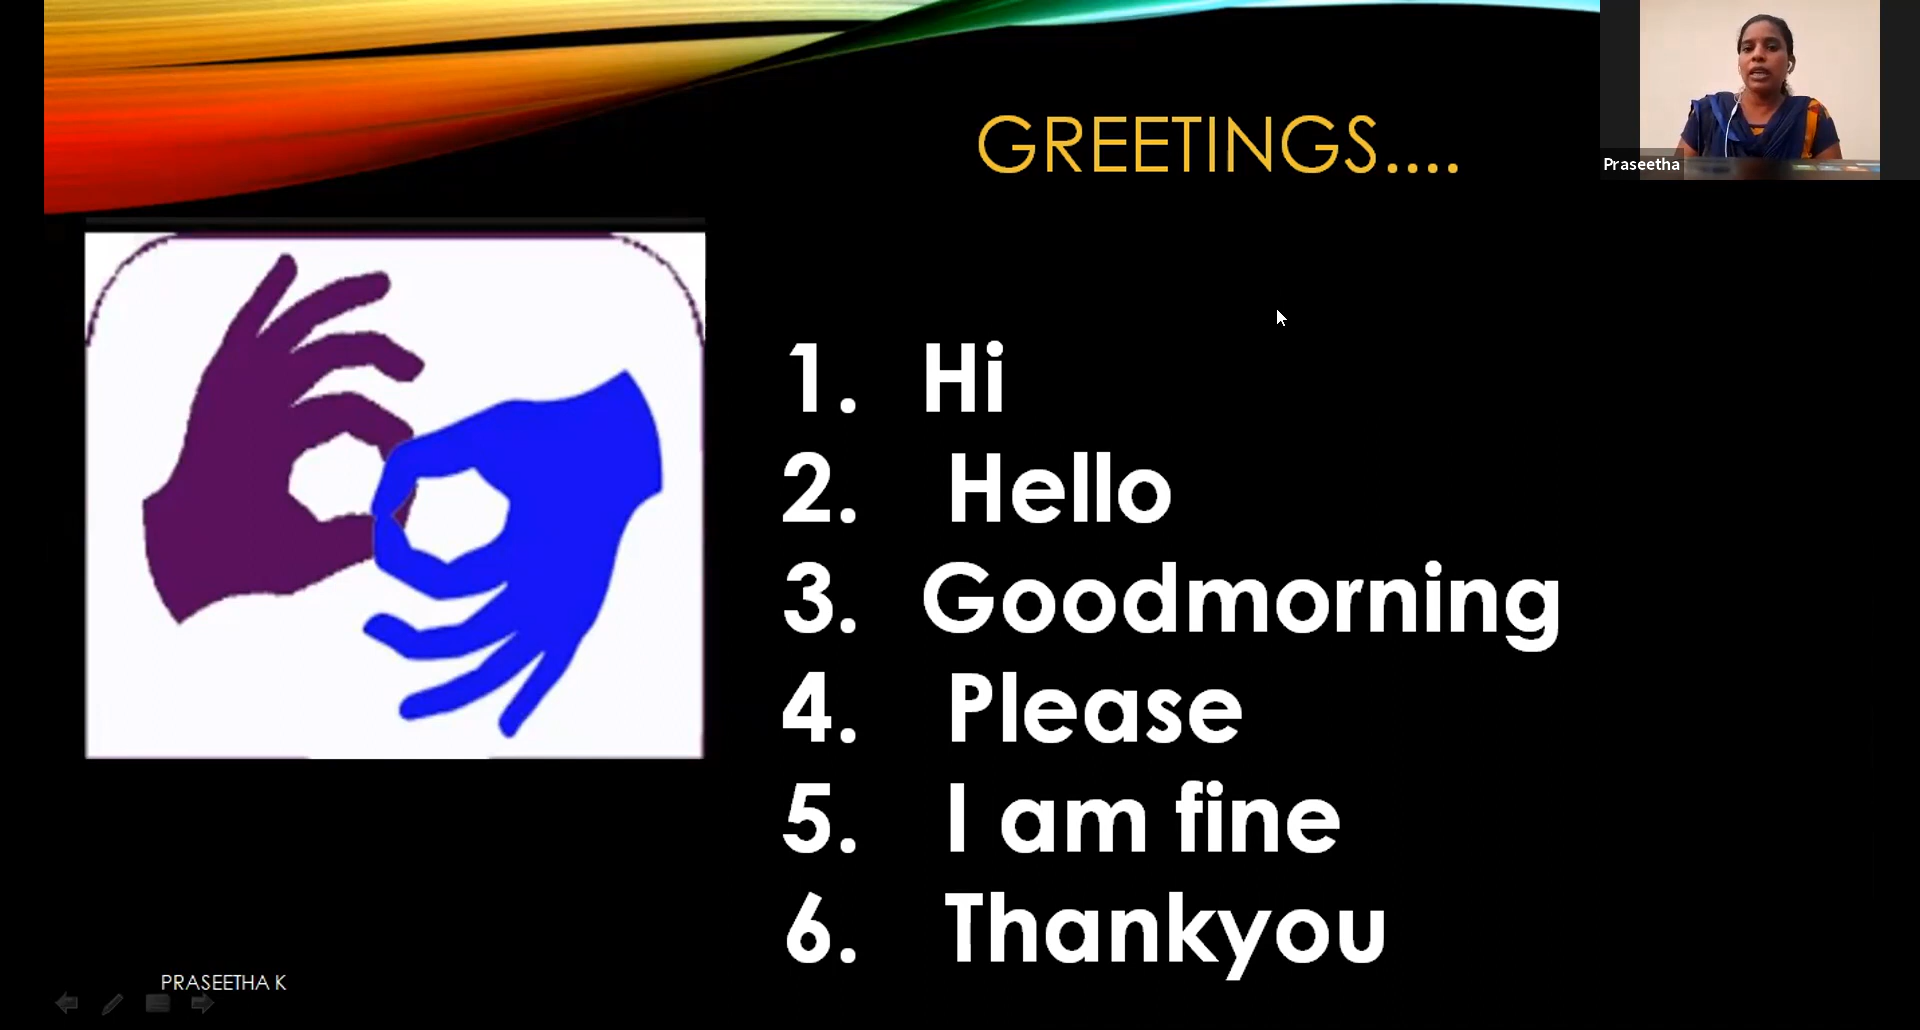 GREETINGS....
Praseetha
1. Hi
2. Hello
3. Goodmorning
4. Please
5. I am fine
6. Thankyou
PRASEETHA K